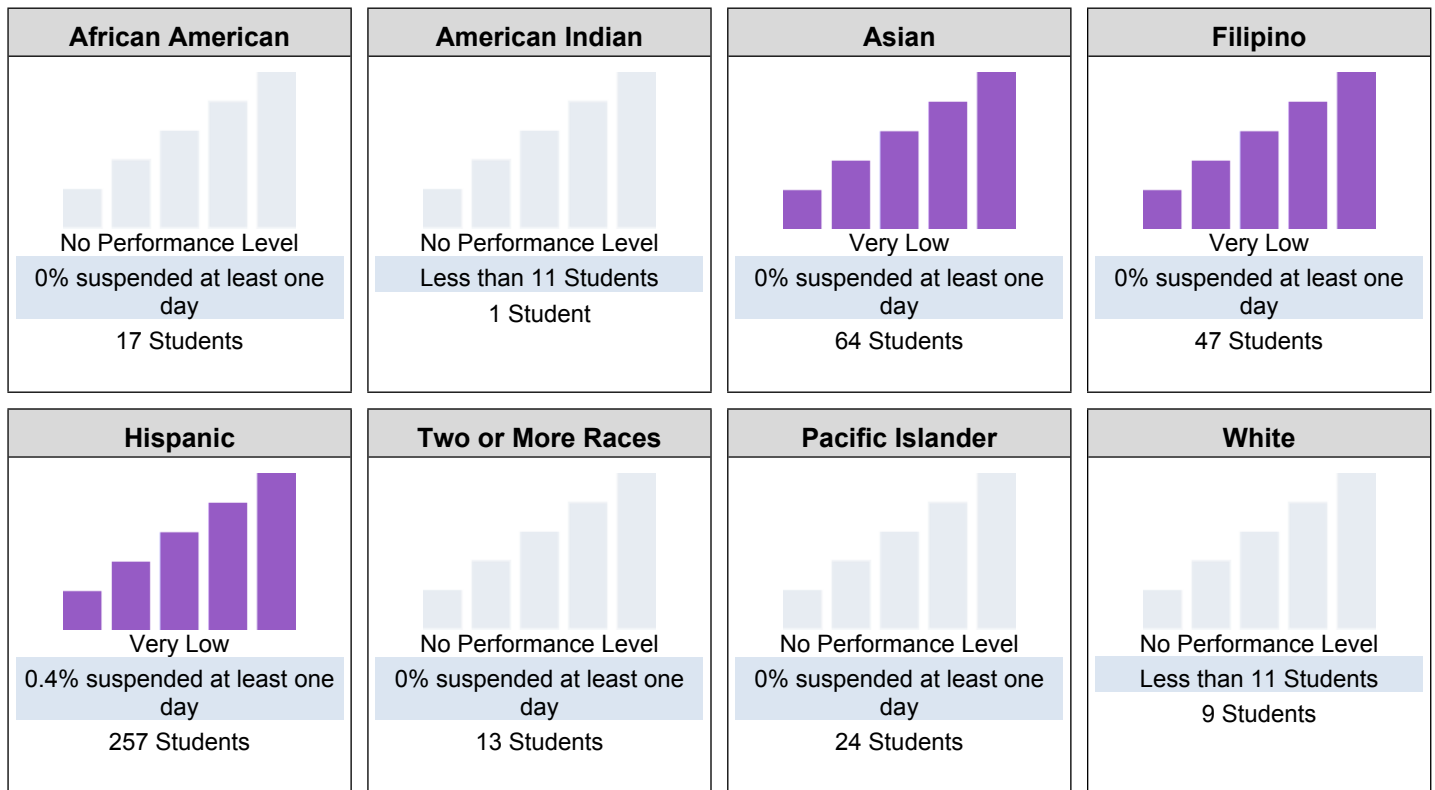 African American
No Performance Level
0% suspended at least one
day
17 Students
American Indian
No Performance Level
Less than 11 Students
1 Student
Asian
Very Low
0% suspended at least one
day
64 Students
Filipino
Very Low
0% suspended at least one
day
47 Students
Hispanic
Very Low
0.4% suspended at least one
day
257 Students
Two or More Races
No Performance Level
0% suspended at least one
day
13 Students
Pacific Islander
No Performance Level
0% suspended at least one
day
24 Students
White
No Performance Level
Less than 11 Students
9 Students